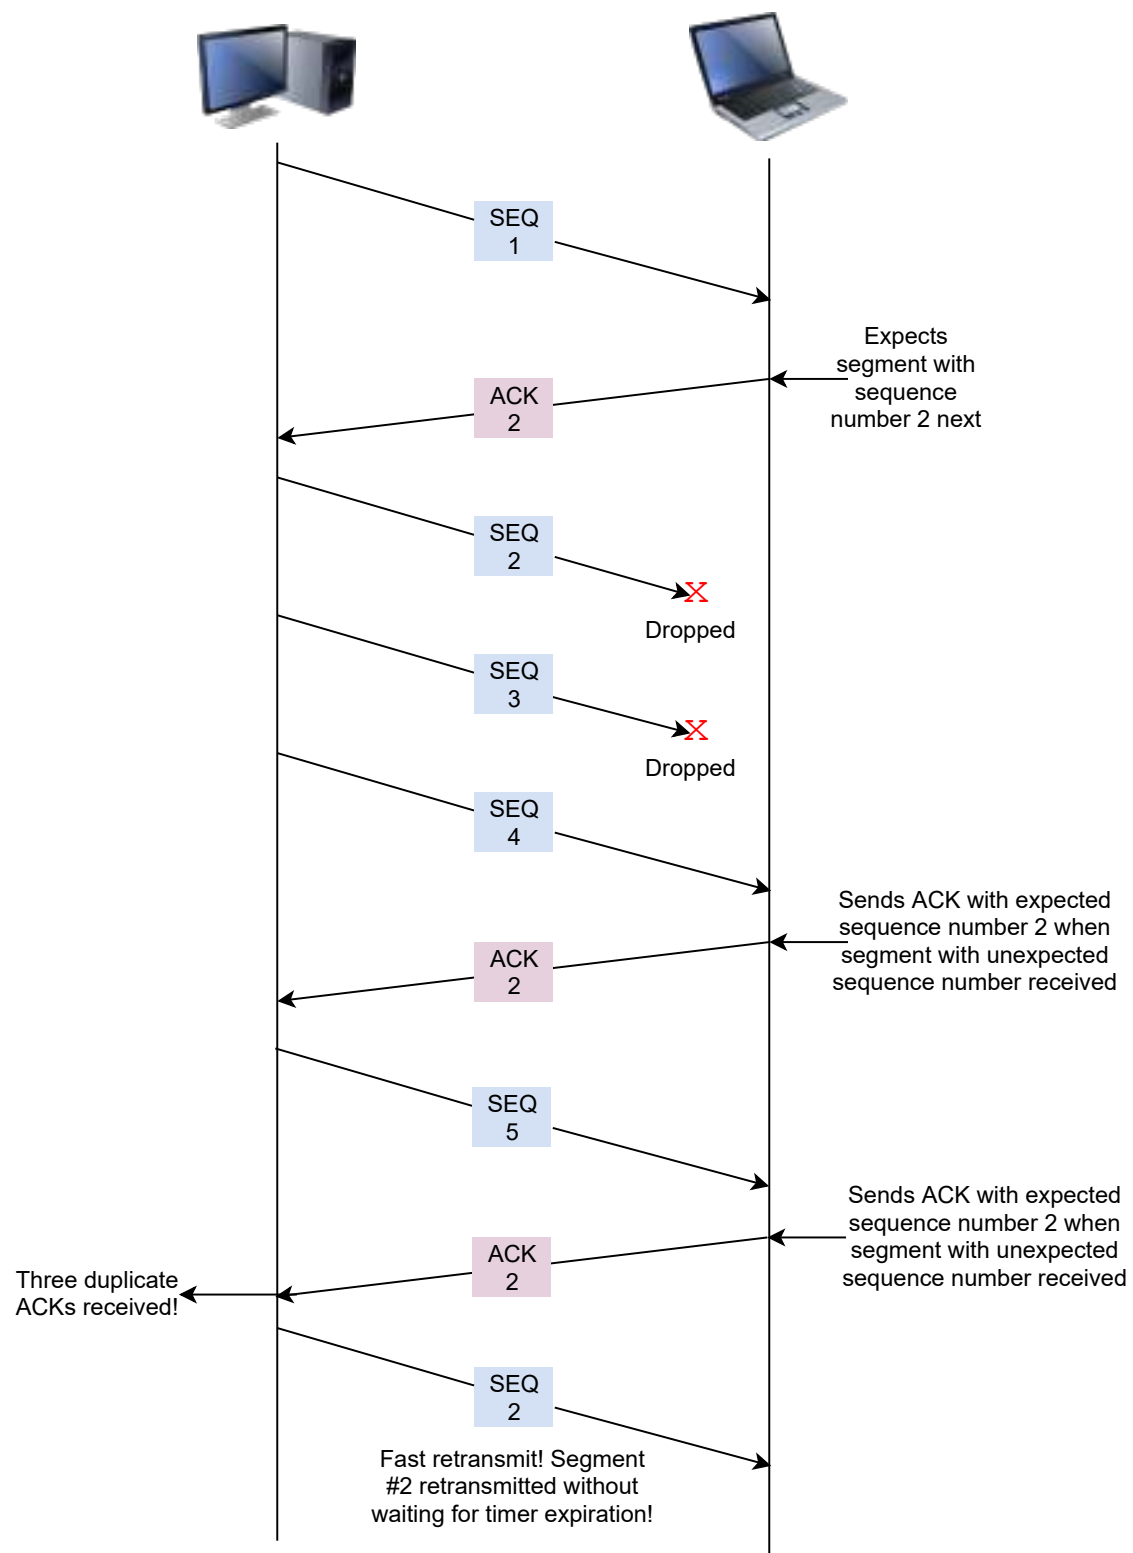 SEQ
1
Expects
segment with
sequence
number 2 next
ACK
2
SEQ
2
X
Dropped
SEQ
3
X
Dropped
SEQ
4
Sends ACK with expected
sequence number 2 when
segment with unexpected
sequence number received
ACK
2
SEQ
5
Sends ACK with expected
sequence number 2 when
segment with unexpected
sequence number received
ACK
2
Three duplicate
ACKs received!
SEQ
2
Fast retransmit! Segment
#2 retransmitted without
waiting for timer expiration!